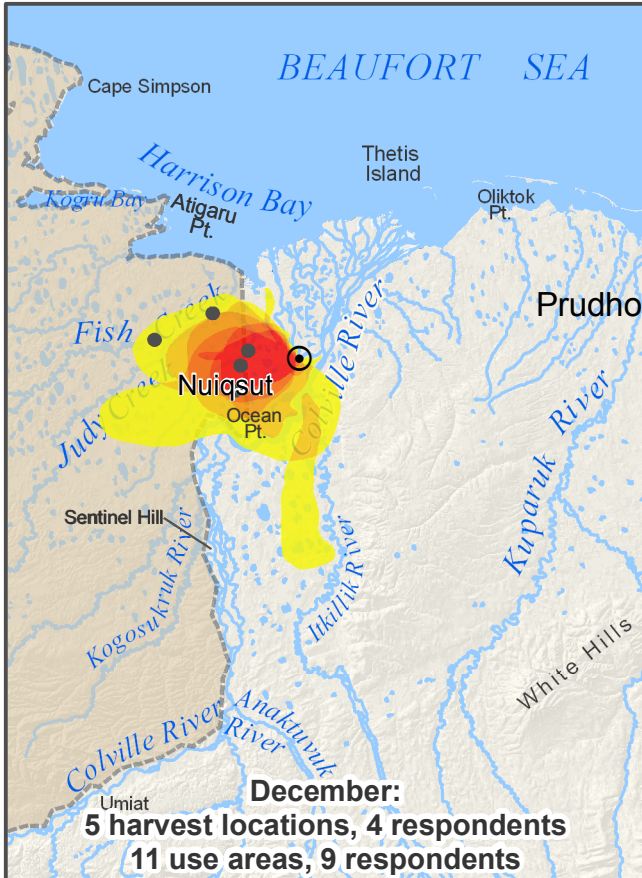 BEAUFORT SEA
Cape Simpson
Harrison Bay
Thetis
Island
Kogru Bay
Atigaru
Pt.
Oliktok
Pt.
Prudho
Fish Creek
Nuiqsut
Judy Creek
Ocean
Pt.
Colville River
Kuparuk River
Sentinel Hill
Kogosukruk River
Itkillik River
White Hills
Colville River
Anaktuvuk
River
Umiat
December:
5 harvest locations, 4 respondents
11 use areas, 9 respondents